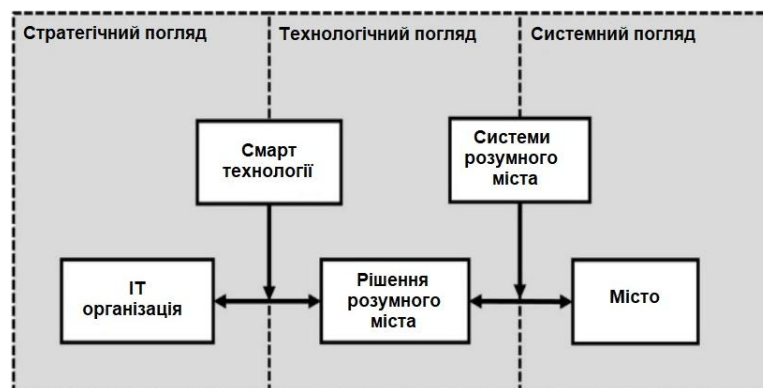 Стратегічний погляд
Технологічний погляд
Системний погляд
Смарт
технології
Системи
розумного
міста
ІТ
організація
Рішення
розумного
міста
Місто